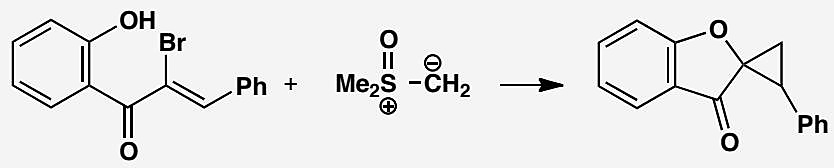 OH
Br
Ph
O
+
O
Me2S
⊕
⊖
CH2
O
O
Ph